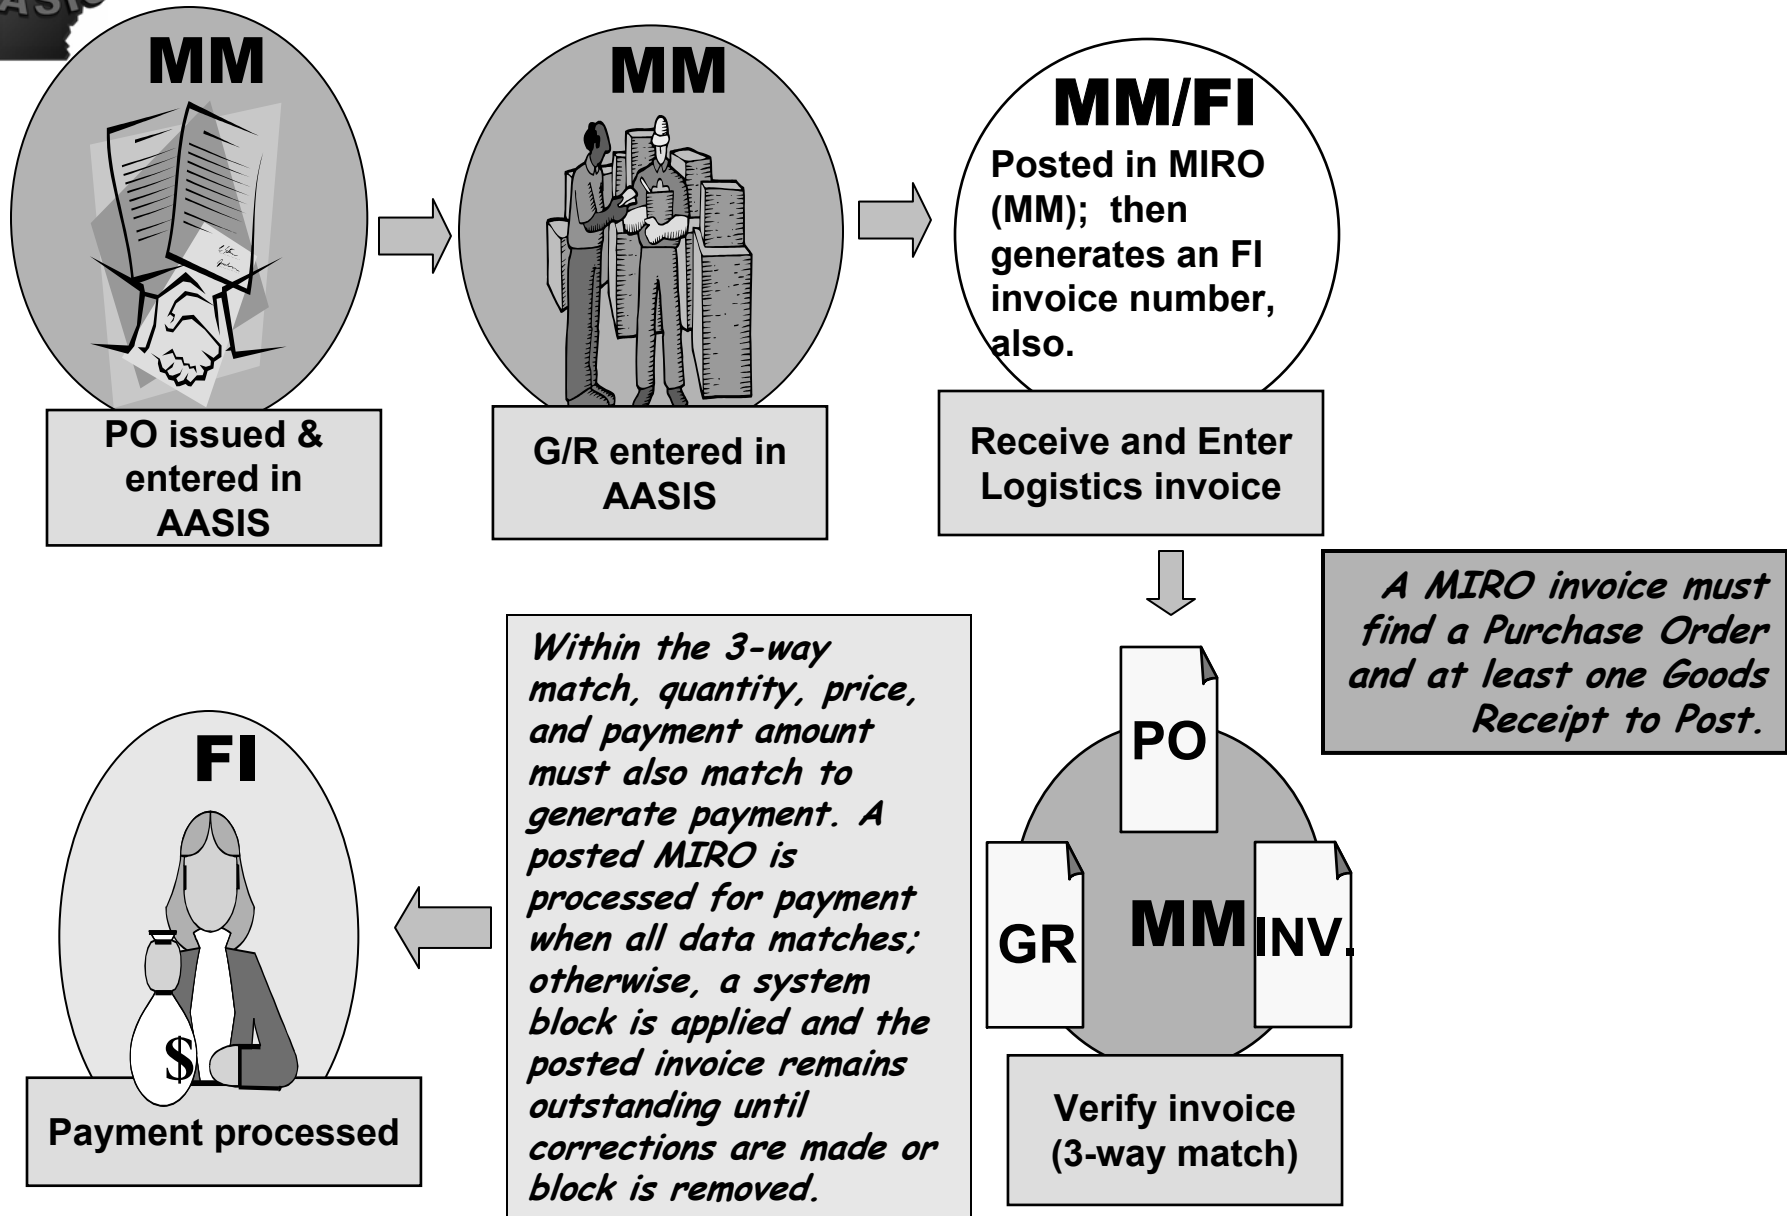 MM
PO issued &
entered in
AASIS
MM
G/R entered in
AASIS
MM/FI
Posted in MIRO
(MM); then
generates an FI
invoice number,
also.
Receive and Enter
Logistics invoice
A MIRO invoice must
find a Purchase Order
and at least one Goods
Receipt to Post.
PO
GR
MM
INV.
Verify invoice
(3-way match)
Within the 3-way
match, quantity, price,
and payment amount
must also match to
generate payment. A
posted MIRO is
processed for payment
when all data matches;
otherwise, a system
block is applied and the
posted invoice remains
outstanding until
corrections are made or
block is removed.
FI
$
Payment processed